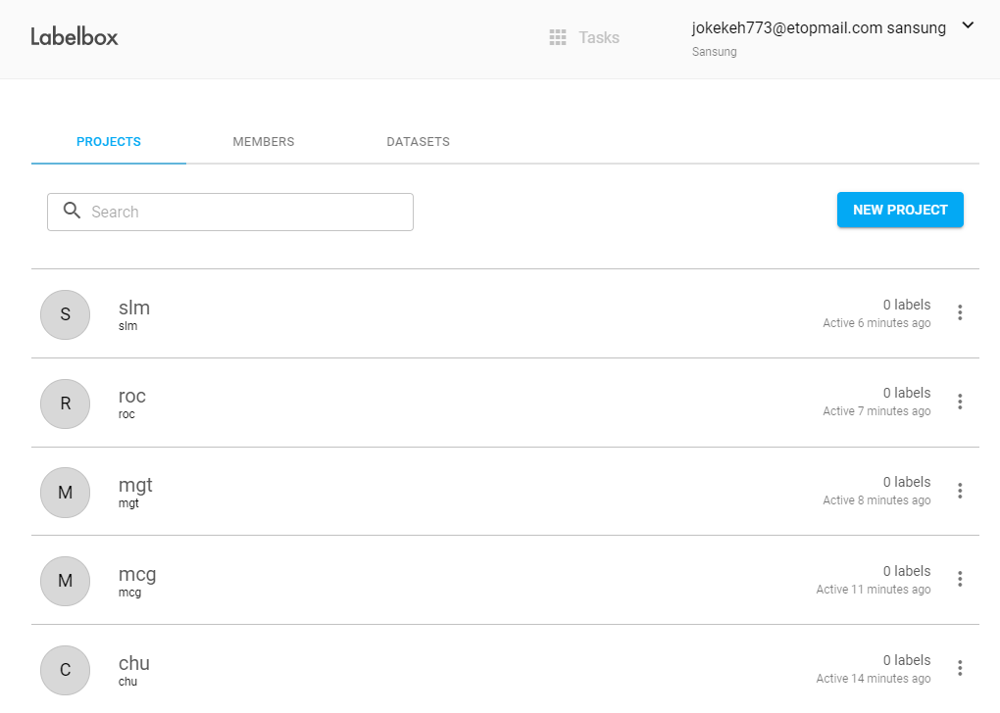 Labelbox
Tasks
jokekeh773@etopmail.com sansung
Sansung
PROJECTS
MEMBERS
DATASETS
Search
NEW PROJECT
S
slm
slm
0 labels
Active 6 minutes ago
R
roc
roc
0 labels
Active 7 minutes ago
M
mgt
mgt
0 labels
Active 8 minutes ago
M
mcg
mcg
0 labels
Active 11 minutes ago
C
chu
chu
0 labels
Active 14 minutes ago